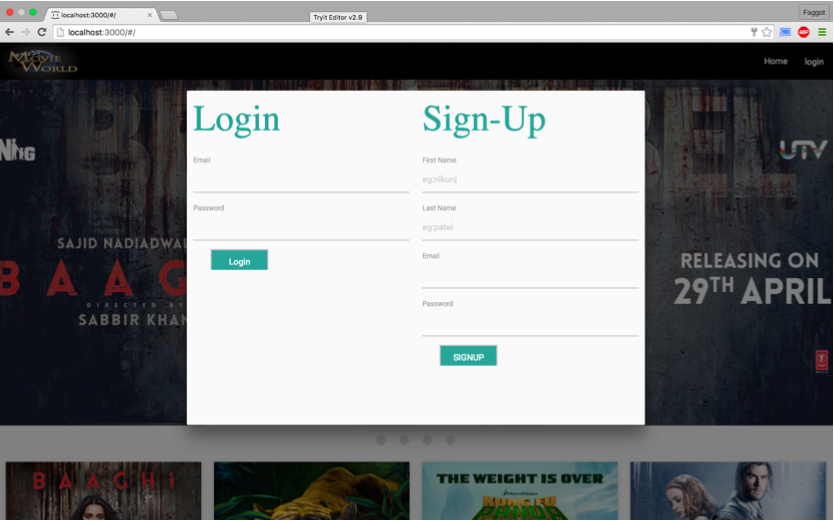 localhost:3000/#/
Tryit Editor v2.9
Faggot
localhost:3000/#/
MOVIE
WORLD
Home
login
Login
Sign-Up
Email
First Name
eg:nikunj
Password
Last Name
eg:patel
Login
Email
Password
SIGNUP
UTV
SAJID NADIADWAL
BAAG
DIRECTED BY
SABBIR KHAN
RELEASING ON
29TH APRIL
T
BAAGHI
THE WEIGHT IS OVER
DREAMWORKS
KUNG FU
PANDA